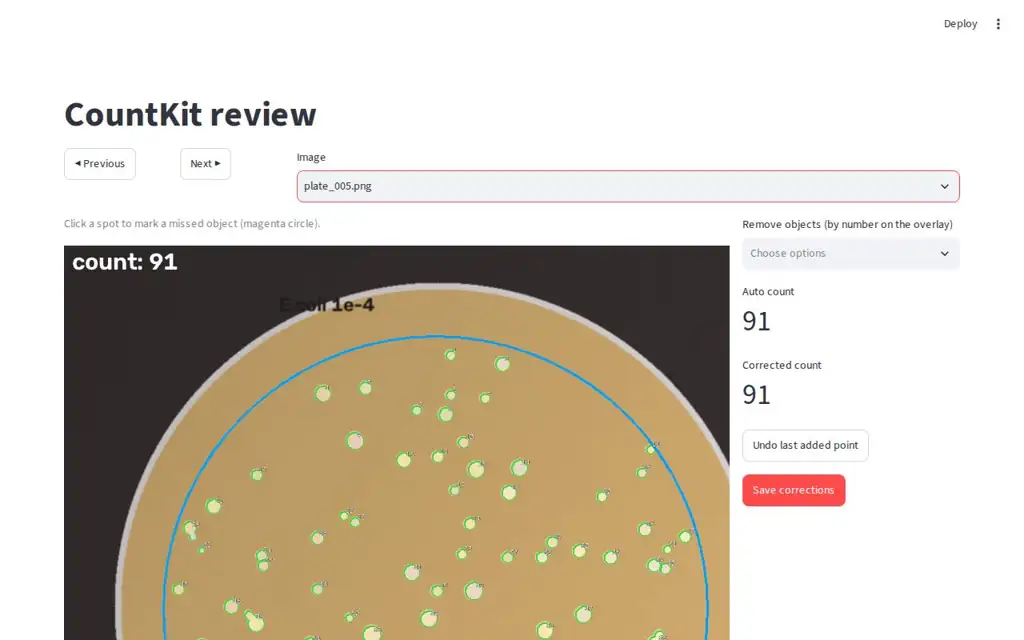 Deploy
CountKit review
◄ Previous
Next ►
Image
plate_005.png
Click a spot to mark a missed object (magenta circle).
Remove objects (by number on the overlay)
Choose options
count: 91
E coli 1e-4
Auto count
91
Corrected count
91
Undo last added point
Save corrections